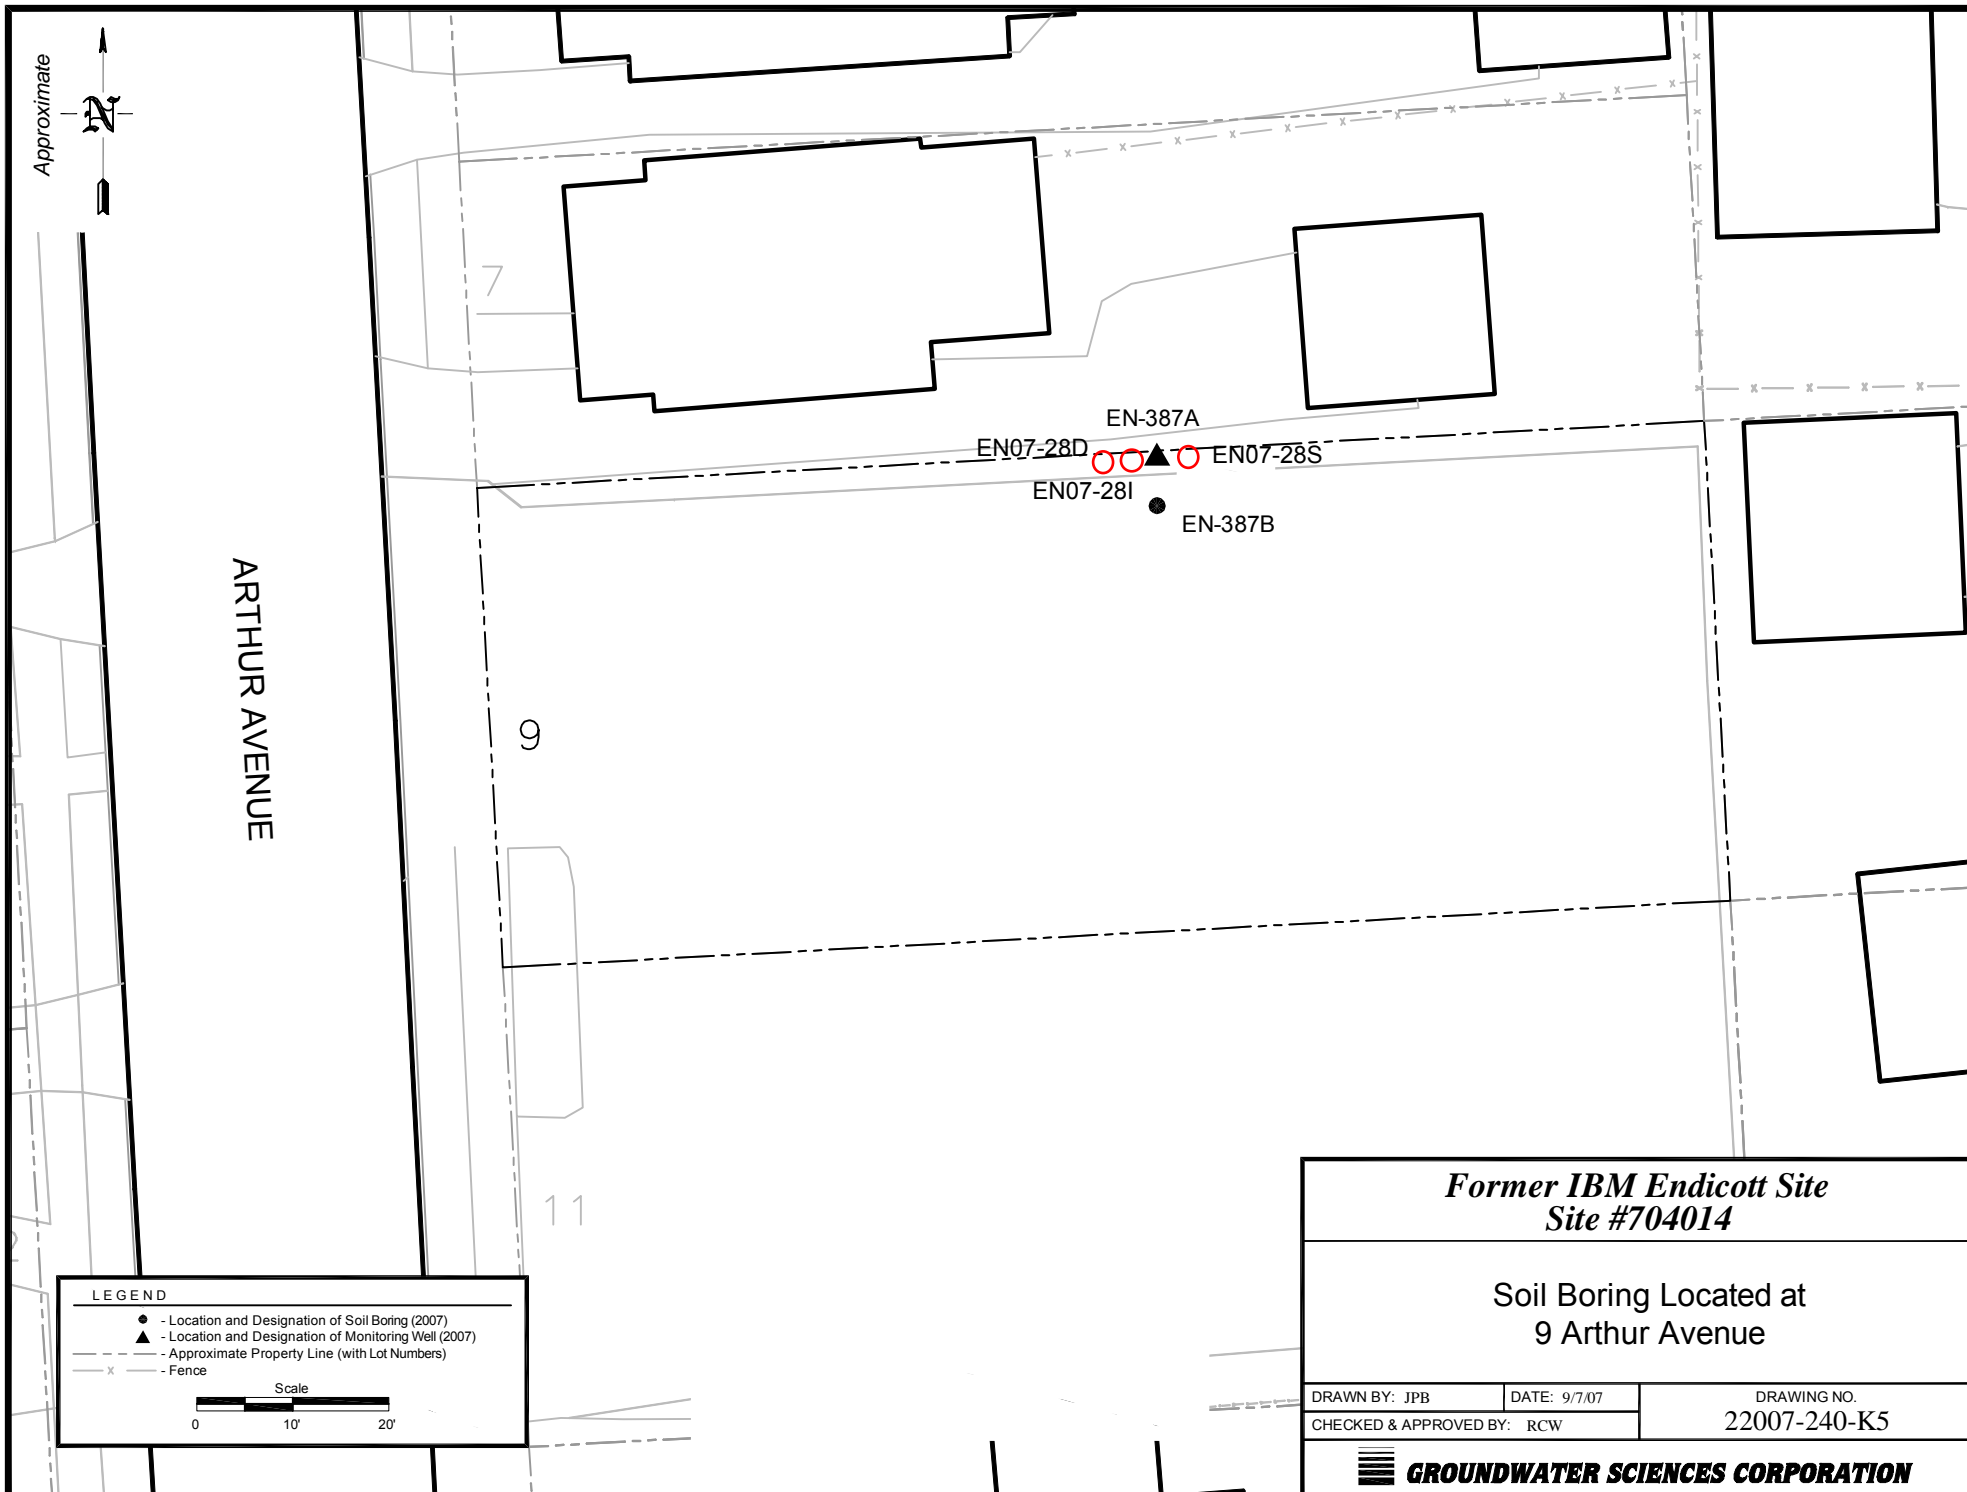 Approximate
N
7
EN-387A
EN07-28D
EN07-28S
EN07-28I
EN-387B
ARTHUR AVENUE
9
11
2
LEGEND
- Location and Designation of Soil Boring (2007)
- Location and Designation of Monitoring Well (2007)
- Approximate Property Line (with Lot Numbers)
x - Fence
Scale
0 10' 20'
Former IBM Endicott Site
Site #704014
Soil Boring Located at
9 Arthur Avenue
DRAWN BY: JPB DATE: 9/7/07 DRAWING NO.
CHECKED & APPROVED BY: RCW 22007-240-K5
GROUNDWATER SCIENCES CORPORATION